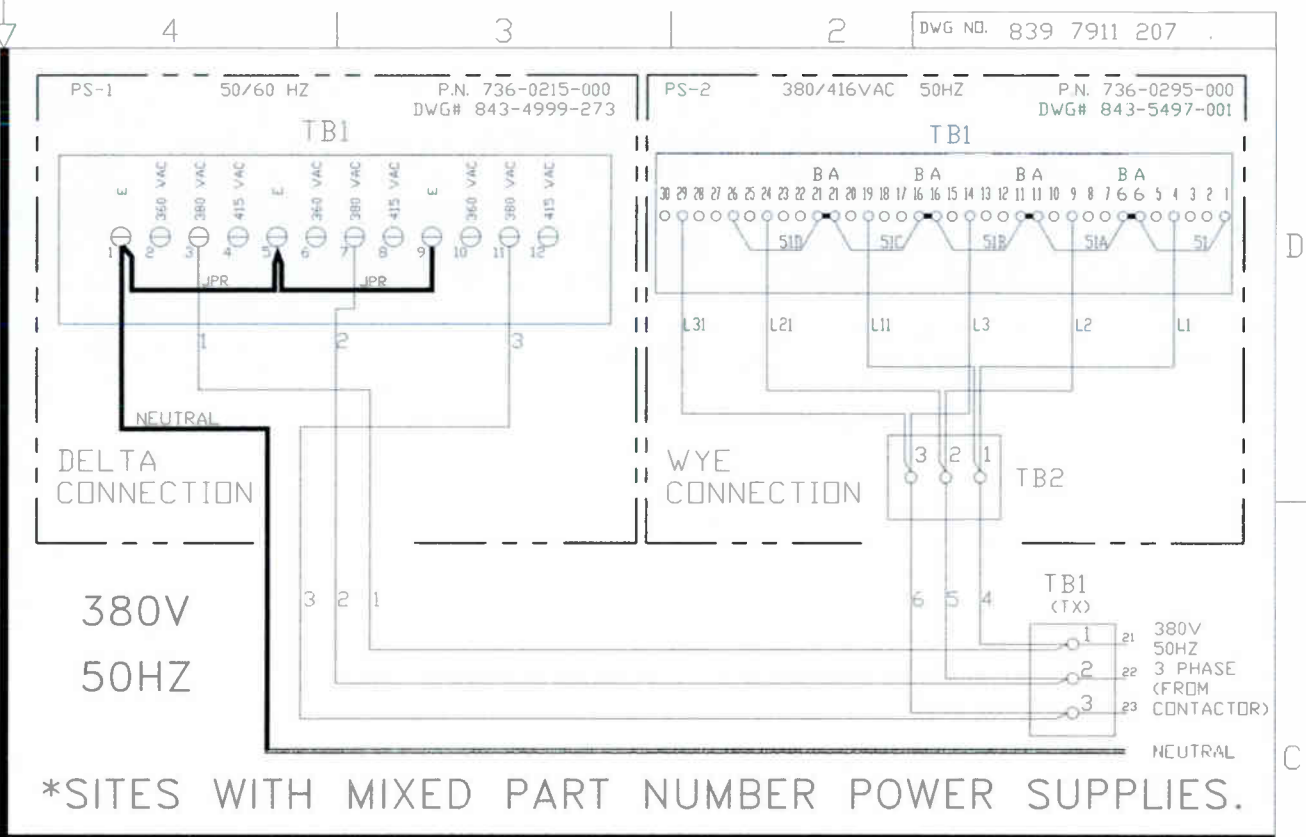 4 3 2 DWG NO. 839 7911 207
PS-1 50/60 HZ P.N. 736-0215-000
DWG# 843-4999-273
TB1
E 360 VAC 380 VAC 415 VAC E 360 VAC 380 VAC 415 VAC E 360 VAC 380 VAC 415 VAC
1 2 3 4 5 6 7 8 9 10 11 12
JPR JPR
1 2 3
NEUTRAL
DELTA
CONNECTION
PS-2 380/416VAC 50HZ P.N. 736-0295-000
DWG# 843-5497-001
TB1
B A B A B A B A
30 29 28 27 26 25 24 23 22 21 21 20 19 18 17 16 16 15 14 13 12 11 11 10 9 8 7 6 6 5 4 3 2 1
51D 51C 51B 51A 51
L31 L21 L11 L3 L2 L1
WYE
CONNECTION
3 2 1
TB2
D
380V
50HZ
3 2 1
6 5 4
TB1
(TX)
1 21
2 22
3 23
380V
50HZ
3 PHASE
(FROM
CONTACTOR)
NEUTRAL
C
*SITES WITH MIXED PART NUMBER POWER SUPPLIES.